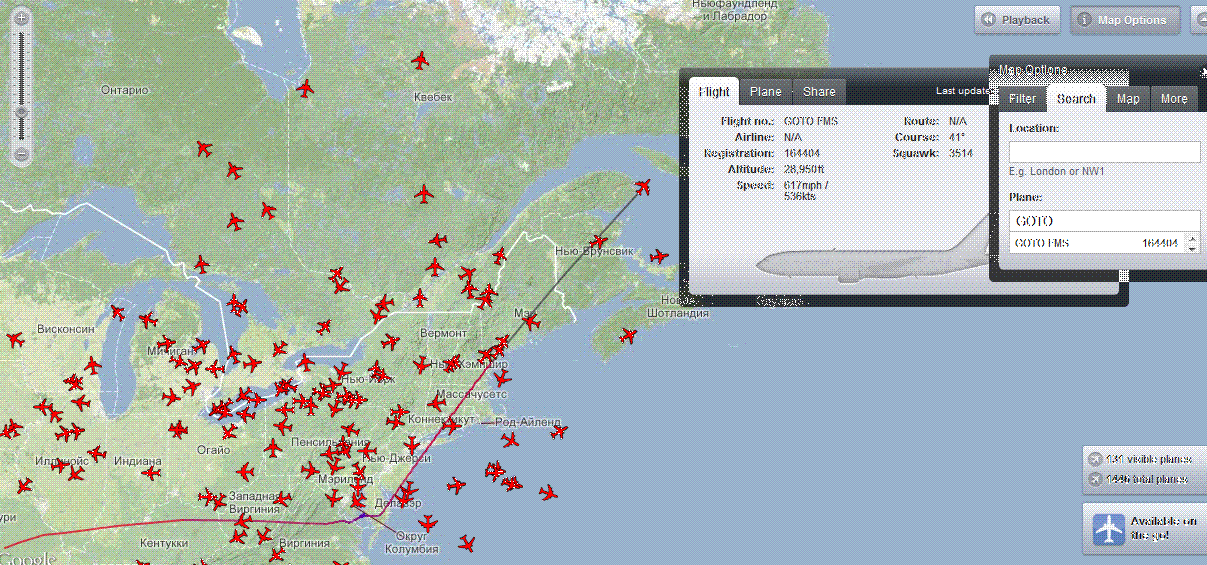 Ньюфаундленд
и Лабрадор
Playback
Map Options
Онтарио
Квебек
Flight
Plane
Share
Last update
Flight no.: GOTO FMS
Airline: N/A
Registration: 164404
Altitude: 28,950ft
Speed: 617mph /
536kts
Route: N/A
Course: 41°
Squawk: 3514
Map Options
Filter
Search
Map
More
Location:
E.g. London or NW1
Plane:
GOTO
GOTO FMS 164404
Нью-Брунсвик
Шотландия
Висконсин
Мичиган
Вермонт
Мэн
Нью-Хэмпшир
Нью-Йорк
Массачусетс
Коннектикут
Род-Айленд
Огайо
Пенсильвания
Нью-Джерси
Иллинойс
Индиана
Мэриленд
Делавэр
Западная
Виргиния
ури
Кентукки
Виргиния
Округ
Колумбия
Google
131 visible planes
1446 total planes
Available on
the go!